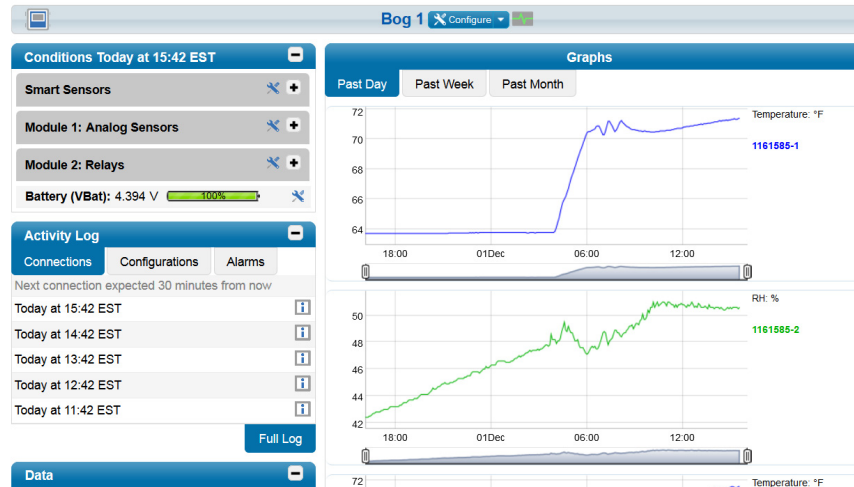 Bog 1 Configure
Conditions Today at 15:42 EST
Smart Sensors
Module 1: Analog Sensors
Module 2: Relays
Battery (VBat): 4.394 V 100%
Activity Log
Connections Configurations Alarms
Next connection expected 30 minutes from now
Today at 15:42 EST
Today at 14:42 EST
Today at 13:42 EST
Today at 12:42 EST
Today at 11:42 EST
Full Log
Data
Graphs
Past Day Past Week Past Month
72
70
68
66
64
18:00 01Dec 06:00 12:00
Temperature: °F
1161585-1
50
48
46
44
42
18:00 01Dec 06:00 12:00
RH: %
1161585-2
72
Temperature: °F